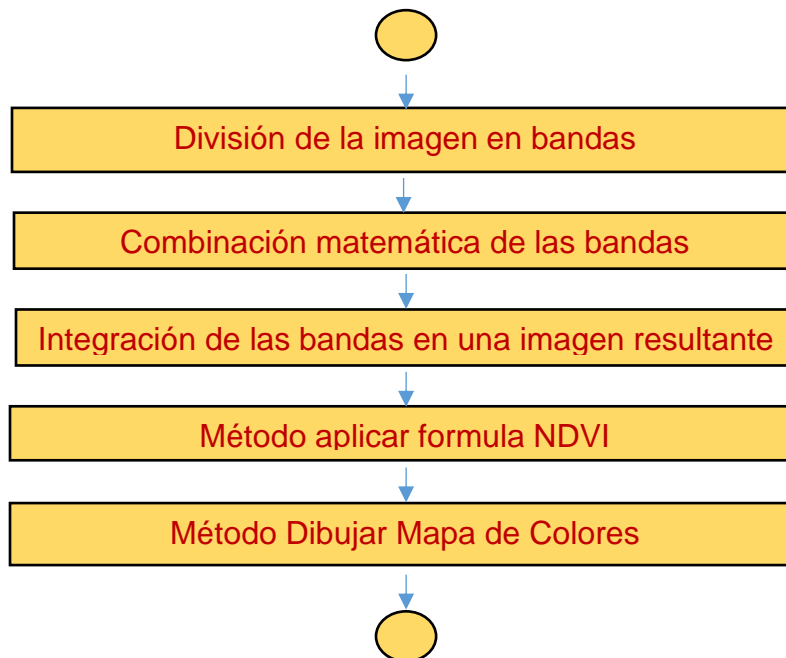 División de la imagen en bandas
Combinación matemática de las bandas
Integración de las bandas en una imagen resultante
Método aplicar formula NDVI
Método Dibujar Mapa de Colores